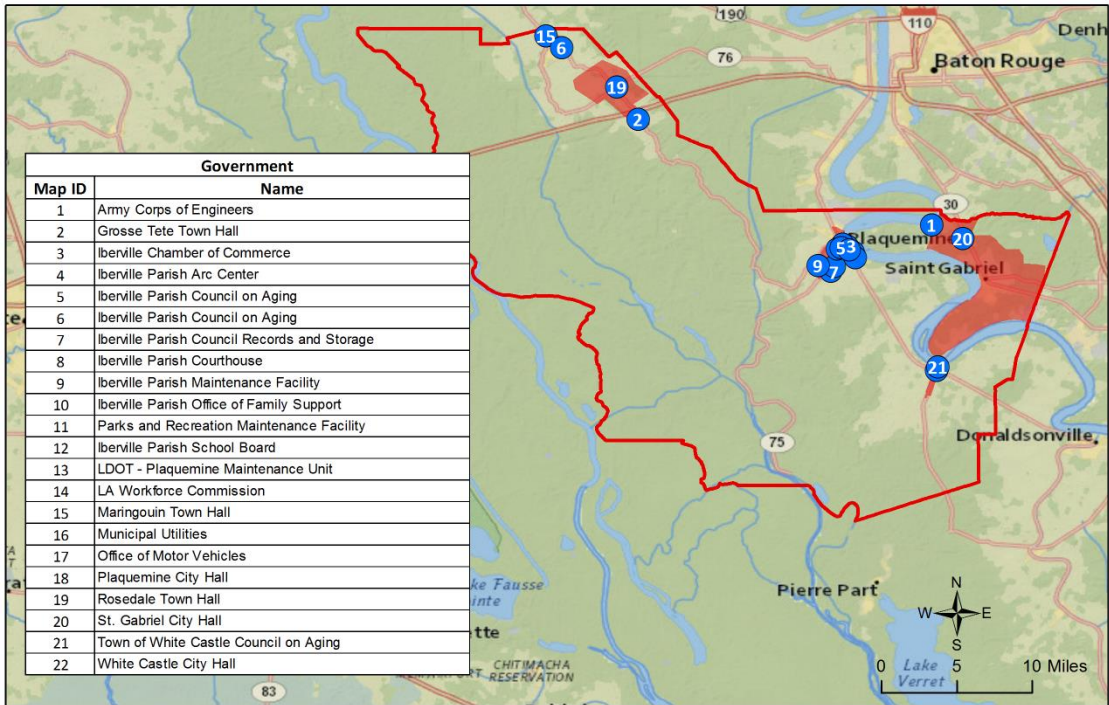 190
110
Denh
76
Baton Rouge
15
6
19
2
30
1
20
Plaquemine
Saint Gabriel
5
3
9
7
21
75
Donaldsonville
Pierre Part
Government
Map ID Name
1 Army Corps of Engineers
2 Grosse Tete Town Hall
3 Iberville Chamber of Commerce
4 Iberville Parish Arc Center
5 Iberville Parish Council on Aging
6 Iberville Parish Council on Aging
7 Iberville Parish Council Records and Storage
8 Iberville Parish Courthouse
9 Iberville Parish Maintenance Facility
10 Iberville Parish Office of Family Support
11 Parks and Recreation Maintenance Facility
12 Iberville Parish School Board
13 LDOT - Plaquemine Maintenance Unit
14 LA Workforce Commission
15 Maringouin Town Hall
16 Municipal Utilities
17 Office of Motor Vehicles
18 Plaquemine City Hall
19 Rosedale Town Hall
20 St. Gabriel City Hall
21 Town of White Castle Council on Aging
22 White Castle City Hall
ke Fausse
inte
ette
CHITIMACHA
RESERVATION
83
N
W E
S
0 5 10 Miles
Lake
Verret